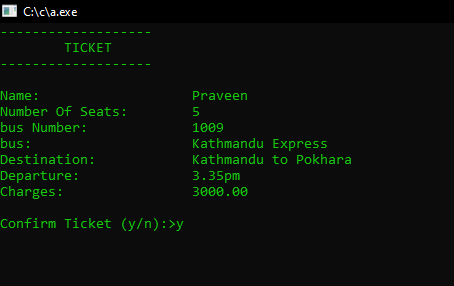 C:\c\a.exe
-------------------
TICKET
-------------------
Name: Praveen
Number Of Seats: 5
bus Number: 1009
bus: Kathmandu Express
Destination: Kathmandu to Pokhara
Departure: 3.35pm
Charges: 3000.00
Confirm Ticket (y/n):>y